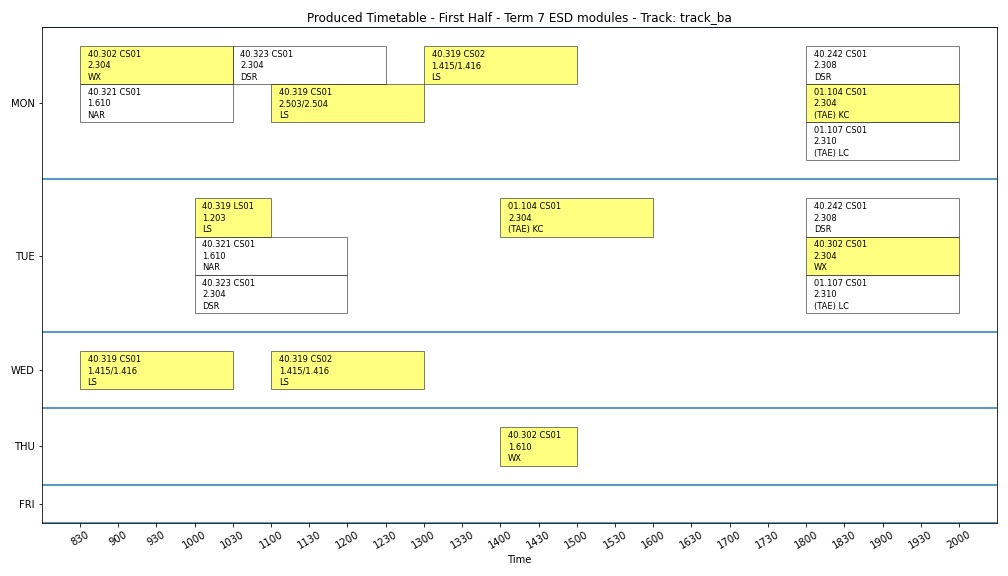 Produced Timetable - First Half - Term 7 ESD modules - Track: track_ba
MON
40.302 CS01
2.304
WX
40.323 CS01
2.304
DSR
40.319 CS02
1.415/1.416
LS
40.242 CS01
2.308
DSR
40.321 CS01
1.610
NAR
40.319 CS01
2.503/2.504
LS
01.104 CS01
2.304
(TAE) KC
01.107 CS01
2.310
(TAE) LC
TUE
40.319 LS01
1.203
LS
01.104 CS01
2.304
(TAE) KC
40.242 CS01
2.308
DSR
40.321 CS01
1.610
NAR
40.302 CS01
2.304
WX
40.323 CS01
2.304
DSR
01.107 CS01
2.310
(TAE) LC
WED
40.319 CS01
1.415/1.416
LS
40.319 CS02
1.415/1.416
LS
THU
40.302 CS01
1.610
WX
FRI
830 900 930 1000 1030 1100 1130 1200 1230 1300 1330 1400 1430 1500 1530 1600 1630 1700 1730 1800 1830 1900 1930 2000
Time